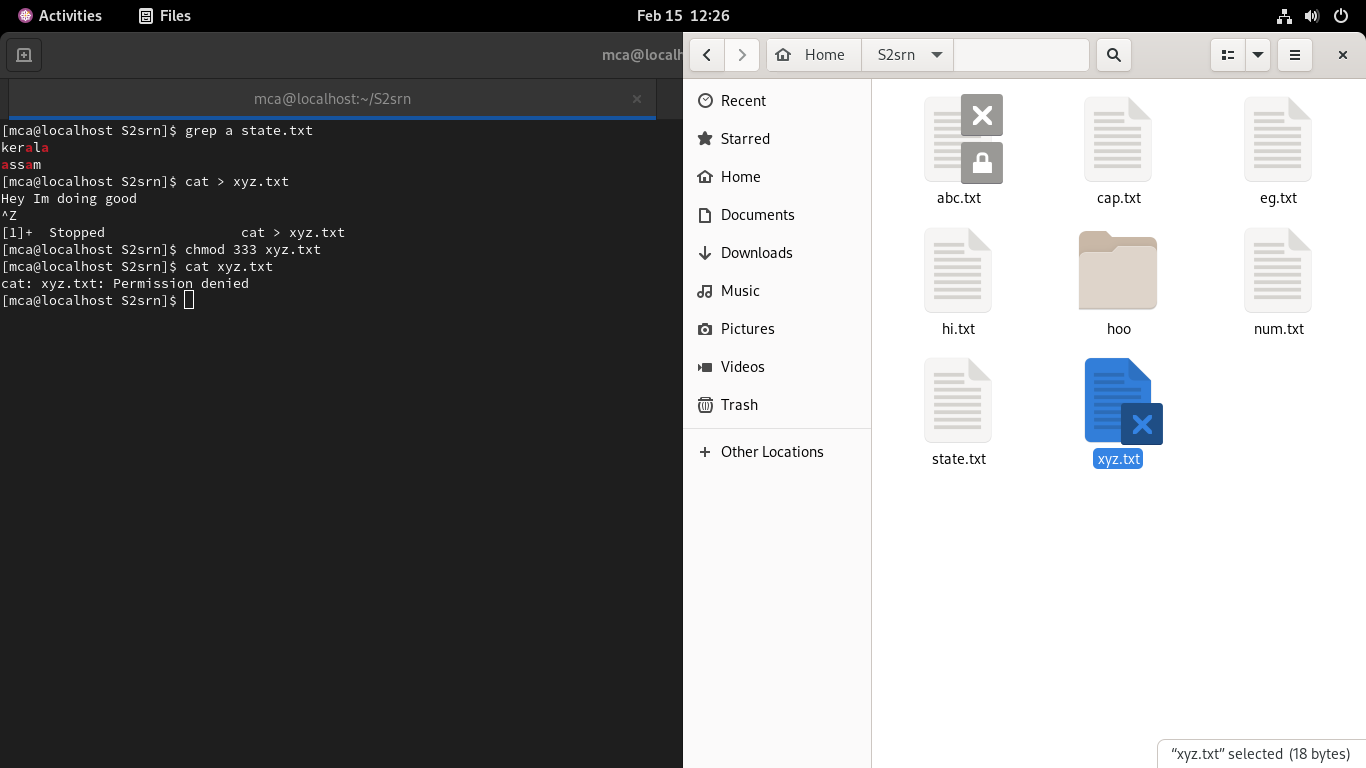 Activities
Files
Feb 15 12:26
mca@localh
mca@localhost:~/S2srn
[mca@localhost S2srn]$ grep a state.txt
kerala
assam
[mca@localhost S2srn]$ cat > xyz.txt
Hey Im doing good
^Z
[1]+  Stopped                 cat > xyz.txt
[mca@localhost S2srn]$ chmod 333 xyz.txt
[mca@localhost S2srn]$ cat xyz.txt
cat: xyz.txt: Permission denied
[mca@localhost S2srn]$
Home
S2srn
Recent
Starred
Home
Documents
Downloads
Music
Pictures
Videos
Trash
Other Locations
abc.txt
cap.txt
eg.txt
hi.txt
hoo
num.txt
state.txt
xyz.txt
“xyz.txt” selected (18 bytes)